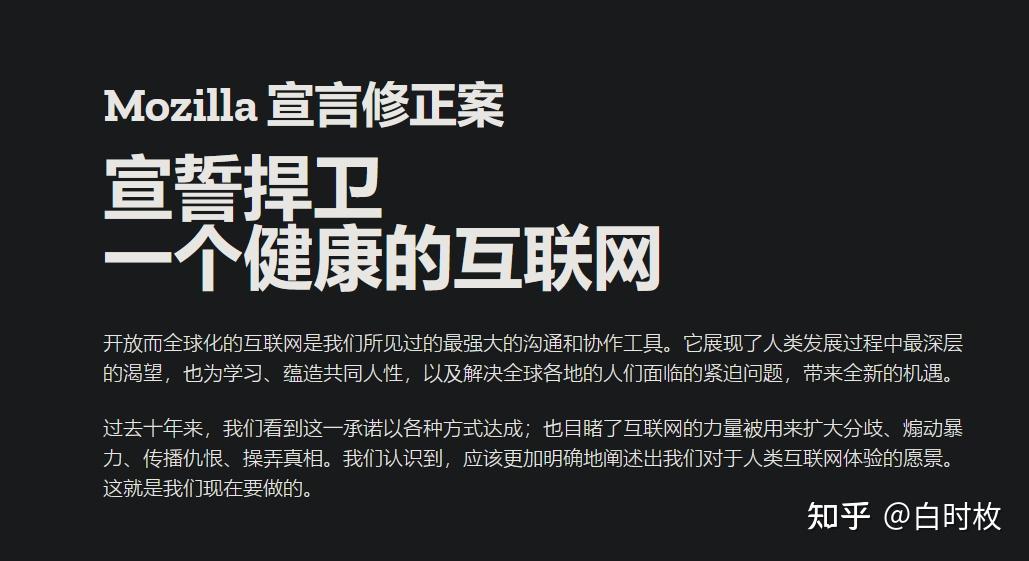 Mozilla 宣言修正案
宣誓捍卫
一个健康的互联网
开放而全球化的互联网是我们所见过的最强大的沟通和协作工具。它展现了人类发展过程中最深层
的渴望，也为学习、蕴造共同人性，以及解决全球各地的人们面临的紧迫问题，带来全新的机遇。
过去十年来，我们看到这一承诺以各种方式达成；也目睹了互联网的力量被用来扩大分歧、煽动暴
力、传播仇恨、操弄真相。我们认识到，应该更加明确地阐述出我们对于人类互联网体验的愿景。
这就是我们现在要做的。
知乎 @白时枚